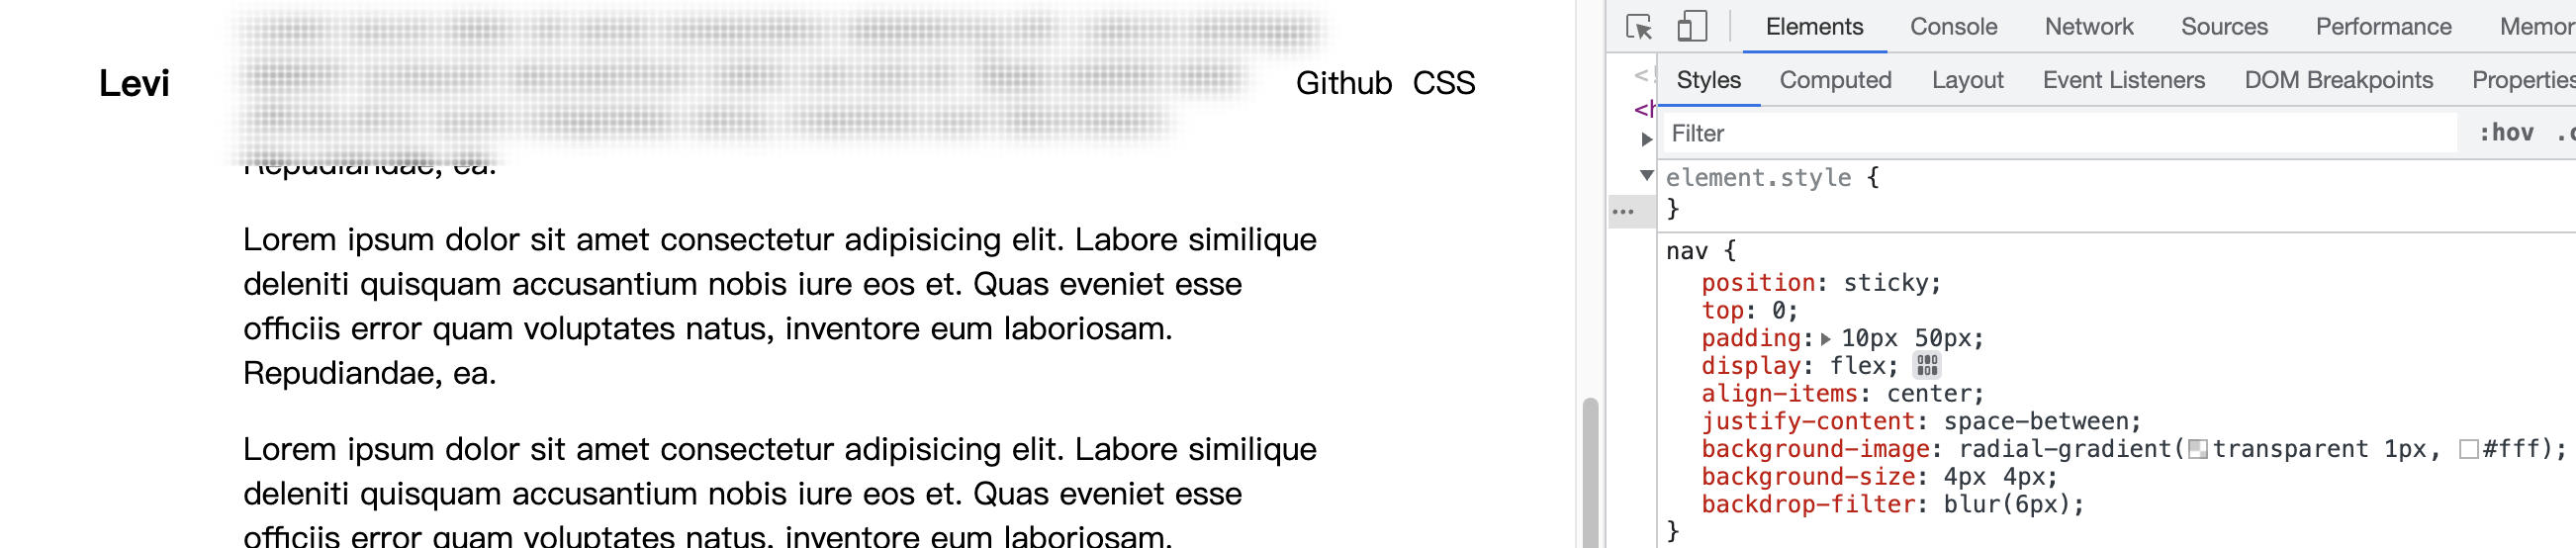 Levi
Github CSS
Repudiandae, ea.
Lorem ipsum dolor sit amet consectetur adipisicing elit. Labore similique
deleniti quisquam accusantium nobis iure eos et. Quas eveniet esse
officiis error quam voluptates natus, inventore eum laboriosam.
Repudiandae, ea.
Lorem ipsum dolor sit amet consectetur adipisicing elit. Labore similique
deleniti quisquam accusantium nobis iure eos et. Quas eveniet esse
officiis error quam voluptates natus, inventore eum laboriosam.
Elements Console Network Sources Performance Memor
<!
<h
Styles Computed Layout Event Listeners DOM Breakpoints Properties
Filter :hov .c
element.style {
}
nav {
position: sticky;
top: 0;
padding: 10px 50px;
display: flex;
align-items: center;
justify-content: space-between;
background-image: radial-gradient(transparent 1px, #fff);
background-size: 4px 4px;
backdrop-filter: blur(6px);
}